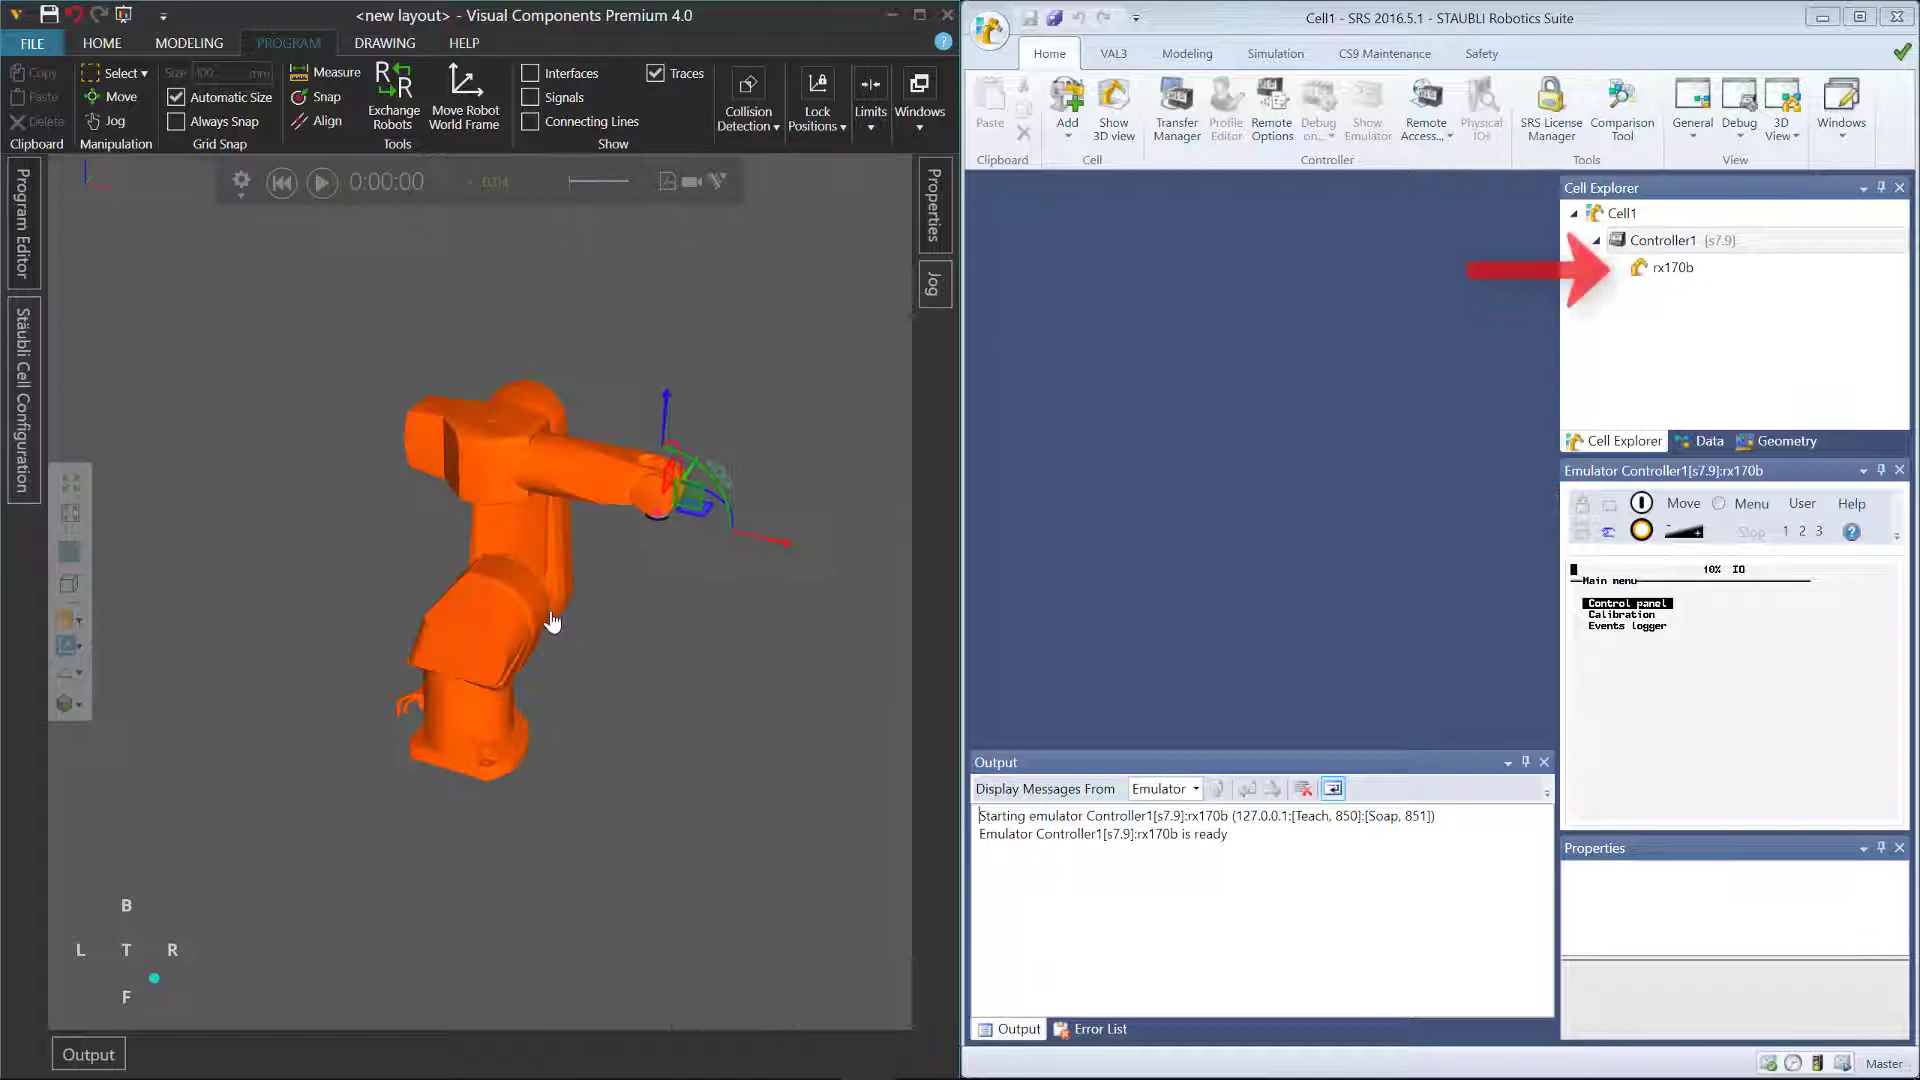 <new layout> - Visual Components Premium 4.0
FILE
HOME
MODELING
PROGRAM
DRAWING
HELP
Copy
Paste
Delete
Clipboard
Select
Move
Jog
Manipulation
Size 400 mm
Automatic Size
Always Snap
Grid Snap
Measure
Snap
Align
Exchange Robots
Move Robot World Frame
Tools
Interfaces
Signals
Connecting Lines
Traces
Show
Collision Detection
Lock Positions
Limits
Windows
Program Editor
Stäubli Cell Configuration
0:00:00
Properties
Jog
B
L T R
F
Output
Cell1 - SRS 2016.5.1 - STAUBLI Robotics Suite
Home
VAL3
Modeling
Simulation
CS9 Maintenance
Safety
Paste
Clipboard
Add
Show 3D view
Cell
Transfer Manager
Profile Editor
Remote Options
Debug on...
Show Emulator
Remote Access...
Physical IOs
Controller
SRS License Manager
Comparison Tool
Tools
General
Debug
3D View
View
Windows
Cell Explorer
Cell1
Controller1 [s7.9]
rx170b
Cell Explorer
Data
Geometry
Emulator Controller1[s7.9]:rx170b
Move
Menu
User
Help
Stop
1 2 3
10% IO
Main menu
Control panel
Calibration
Events logger
Output
Display Messages From Emulator
Starting emulator Controller1[s7.9]:rx170b (127.0.0.1:[Teach, 850]:[Soap, 851])
Emulator Controller1[s7.9]:rx170b is ready
Output
Error List
Properties
Master